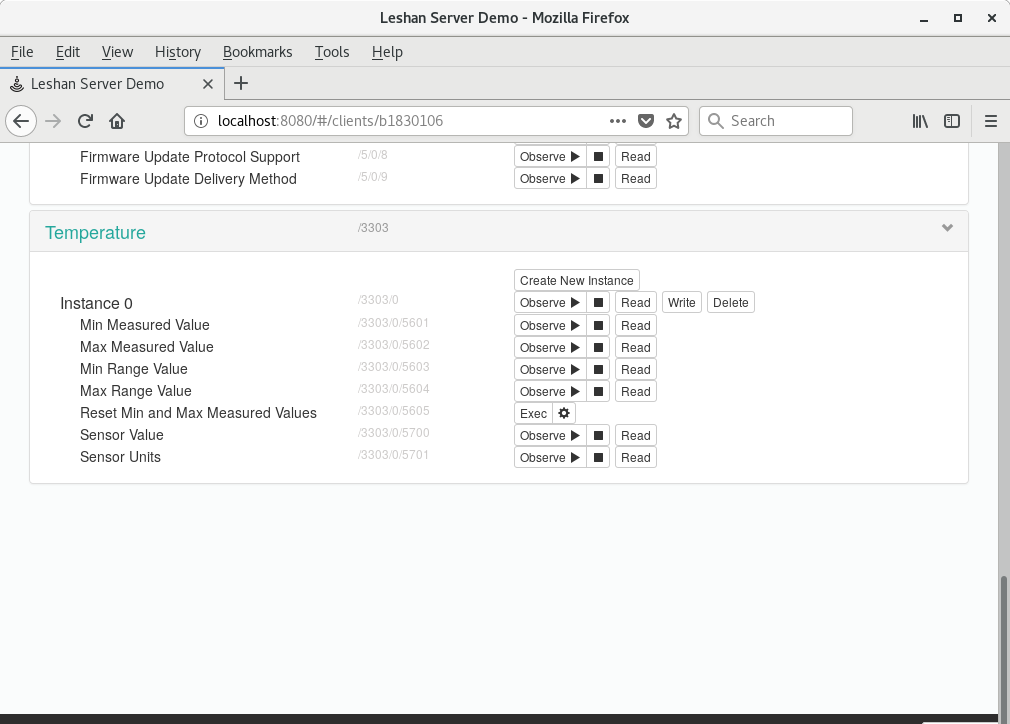 Leshan Server Demo - Mozilla Firefox
File Edit View History Bookmarks Tools Help
Leshan Server Demo
localhost:8080/#/clients/b1830106 Search
Firmware Update Protocol Support /5/0/8 Observe Read
Firmware Update Delivery Method /5/0/9 Observe Read
Temperature /3303
Create New Instance
Instance 0 /3303/0 Observe Read Write Delete
Min Measured Value /3303/0/5601 Observe Read
Max Measured Value /3303/0/5602 Observe Read
Min Range Value /3303/0/5603 Observe Read
Max Range Value /3303/0/5604 Observe Read
Reset Min and Max Measured Values /3303/0/5605 Exec
Sensor Value /3303/0/5700 Observe Read
Sensor Units /3303/0/5701 Observe Read